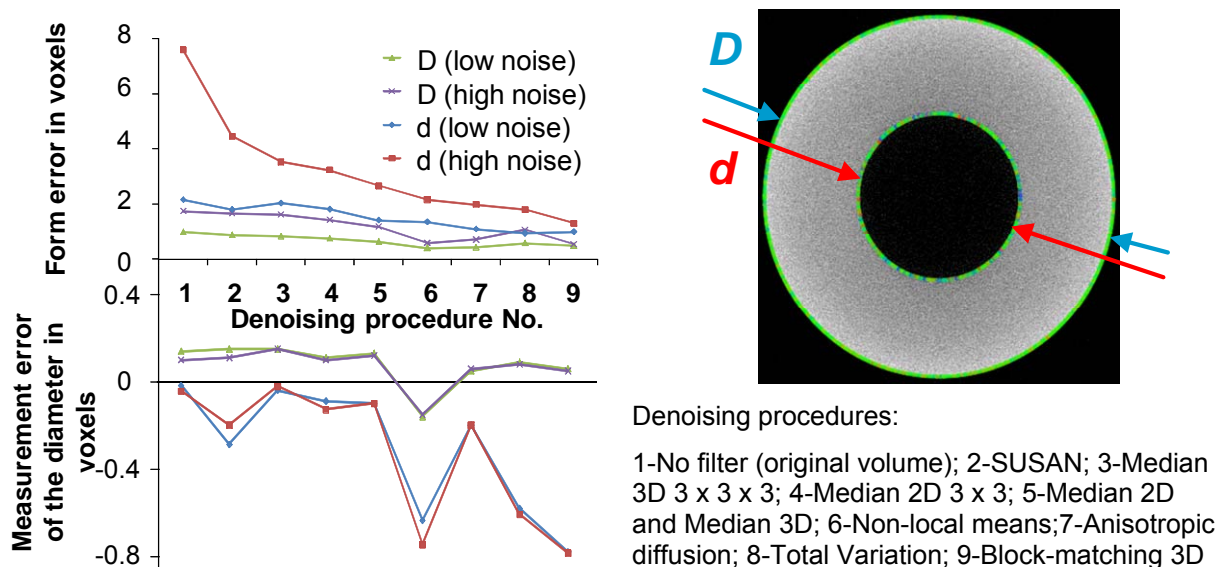 8
6
4
2
0
Form error in voxels
D (low noise)
D (high noise)
d (low noise)
d (high noise)
1 2 3 4 5 6 7 8 9
Denoising procedure No.
0.4
0
-0.4
-0.8
Measurement error
of the diameter in
voxels
D
d
Denoising procedures:
1-No filter (original volume); 2-SUSAN; 3-Median
3D 3 x 3 x 3; 4-Median 2D 3 x 3; 5-Median 2D
and Median 3D; 6-Non-local means;7-Anisotropic
diffusion; 8-Total Variation; 9-Block-matching 3D